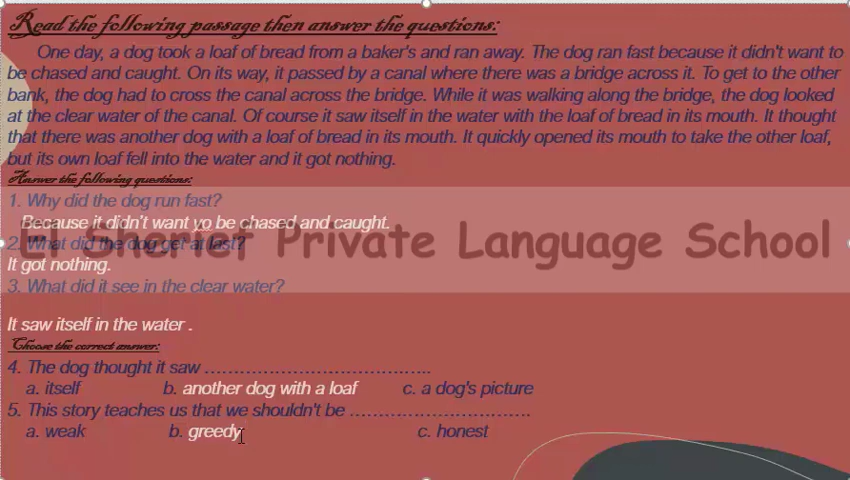 Read the following passage then answer the questions:
One day, a dog took a loaf of bread from a baker's and ran away. The dog ran fast because it didn't want to
be chased and caught. On its way, it passed by a canal where there was a bridge across it. To get to the other
bank, the dog had to cross the canal across the bridge. While it was walking along the bridge, the dog looked
at the clear water of the canal. Of course it saw itself in the water with the loaf of bread in its mouth. It thought
that there was another dog with a loaf of bread in its mouth. It quickly opened its mouth to take the other loaf,
but its own loaf fell into the water and it got nothing.
Answer the following questions:
1. Why did the dog run fast?
Because it didn't want yo be chased and caught.
El Sherief Private Language School
2. What did the dog get at last?
It got nothing.
3. What did it see in the clear water?
It saw itself in the water .
Choose the correct answer:
4. The dog thought it saw ……………………………………..
a. itself b. another dog with a loaf c. a dog's picture
5. This story teaches us that we shouldn't be ………………………….
a. weak b. greedy c. honest